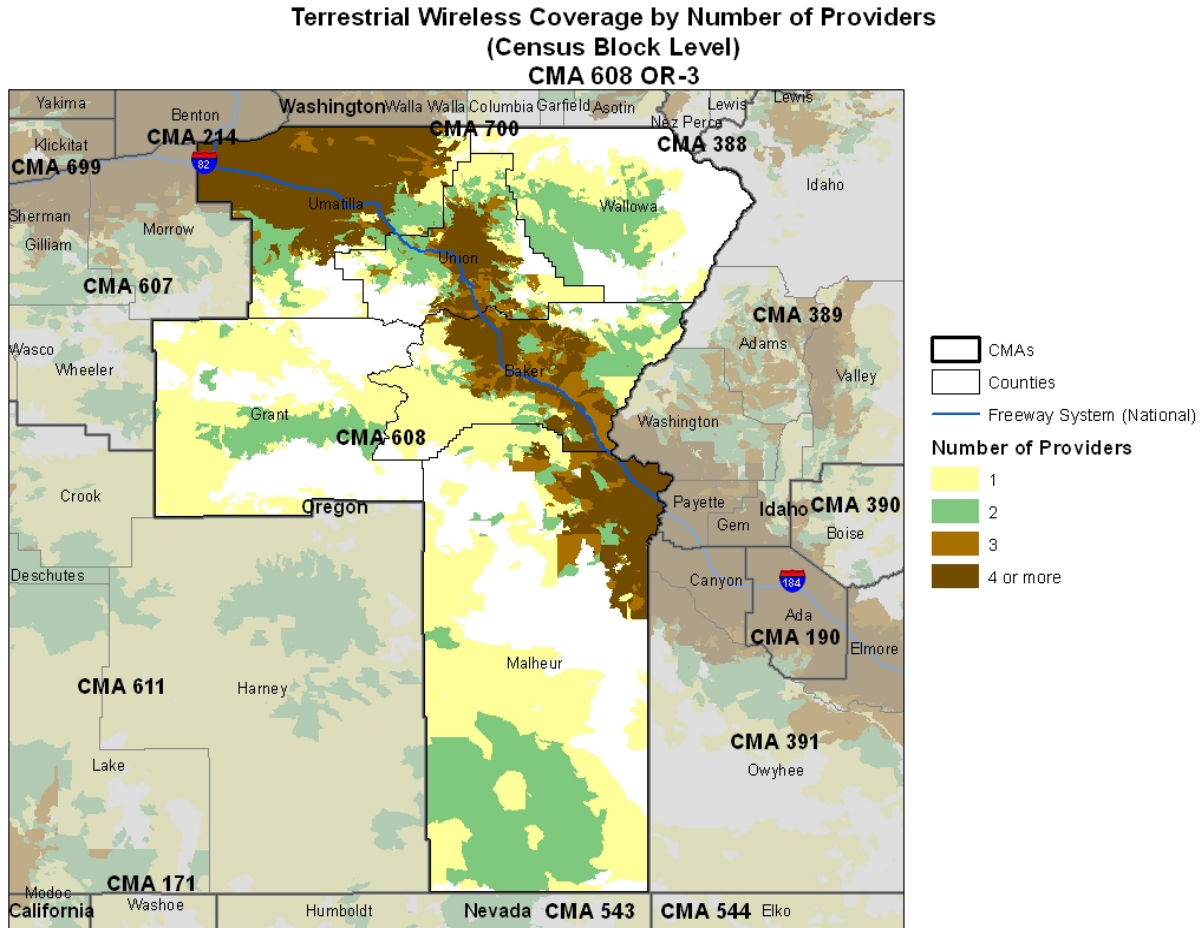 Terrestrial Wireless Coverage by Number of Providers
(Census Block Level)
CMA 608 OR-3
Yakima
Benton
Washington
Walla Walla
Columbia
Garfield
Asotin
Lewis
Lewis
Nez Perce
Klickitat
CMA 214
CMA 700
CMA 388
CMA 699
82
Idaho
Sherman
Umatilla
Wallowa
Gilliam
Morrow
Union
CMA 607
CMA 389
Adams
Wasco
Wheeler
Baker
Valley
Grant
CMA 608
Washington
Crook
Oregon
Payette
Idaho
CMA 390
Gem
Boise
Deschutes
Canyon
184
Ada
CMA 190
Elmore
Malheur
CMA 611
Harney
CMA 391
Owyhee
Lake
CMA 171
Modoc
California
Washoe
Humboldt
Nevada
CMA 543
CMA 544
Elko
CMAs
Counties
Freeway System (National)
Number of Providers
1
2
3
4 or more